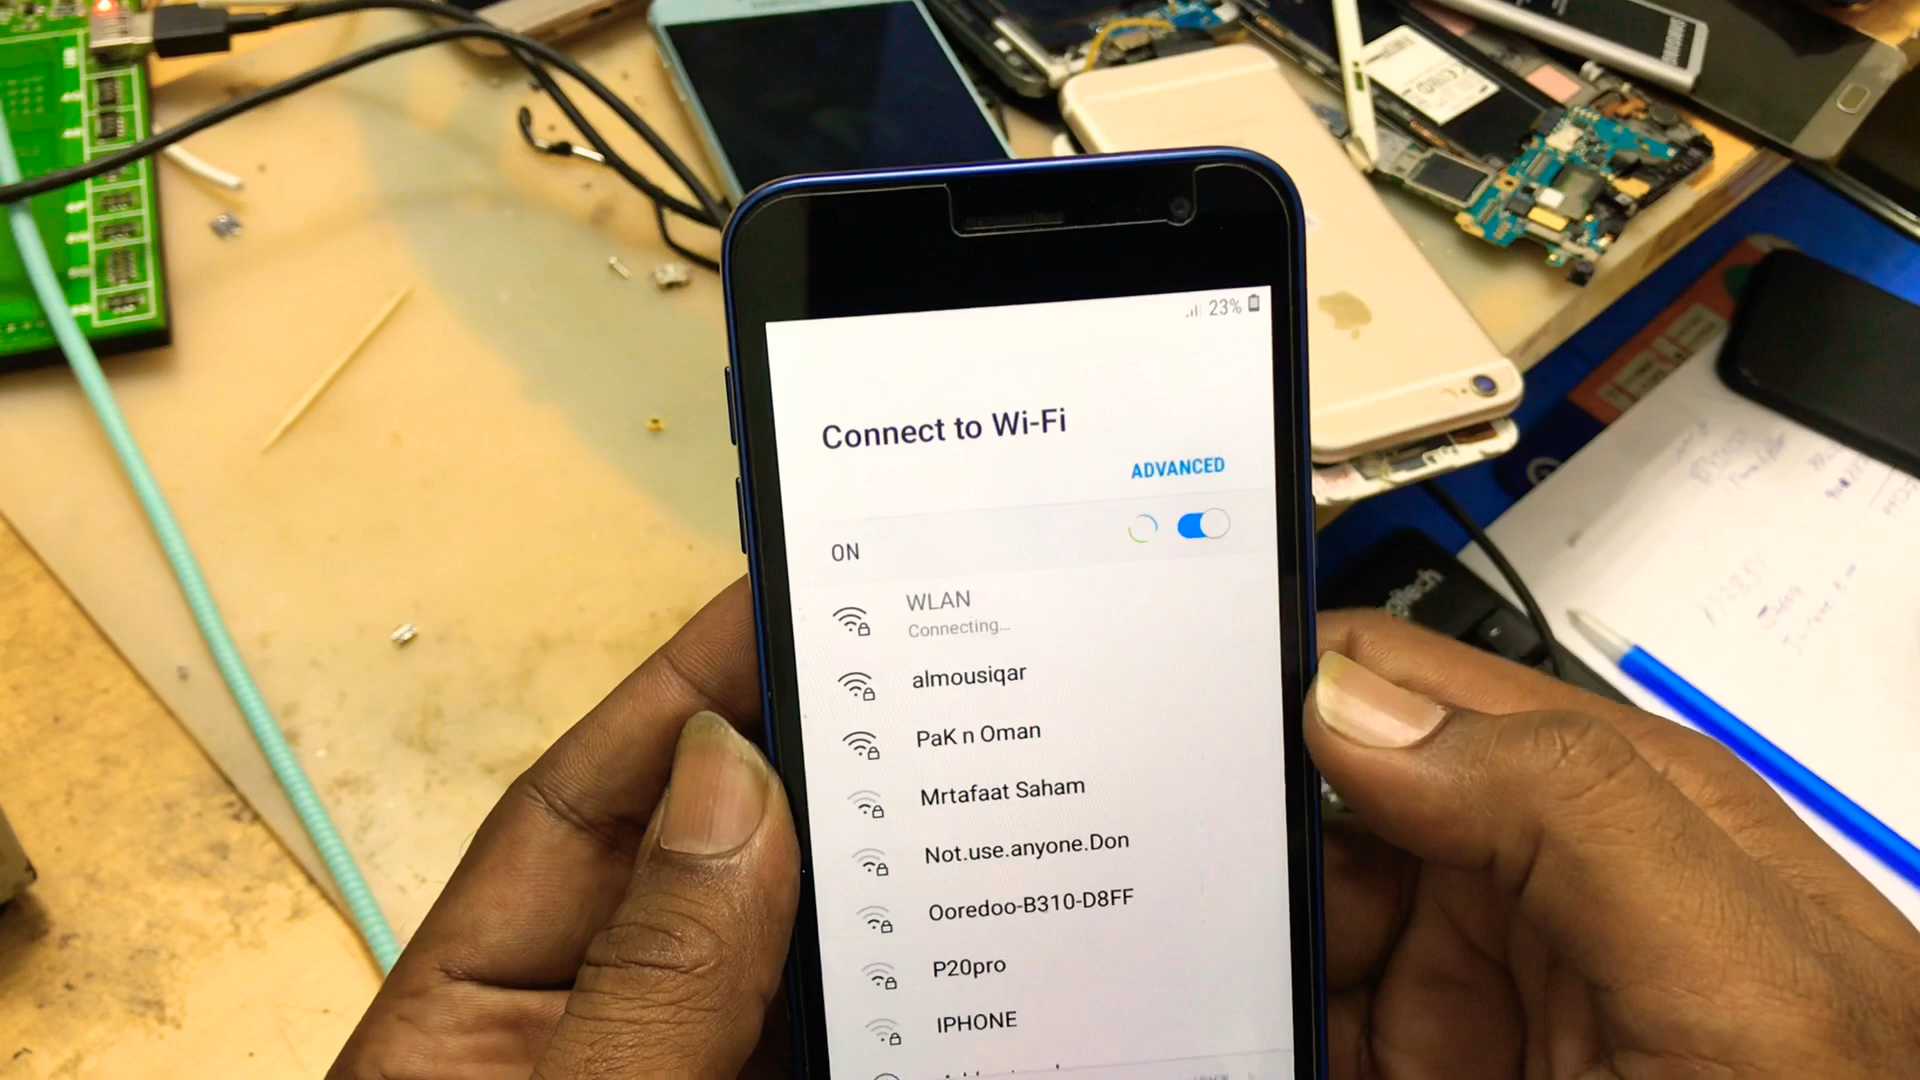 SAMSUNG
23%
Connect to Wi-Fi
ADVANCED
ON
WLAN
Connecting...
almousiqar
PaK n Oman
Mrtafaat Saham
Not.use.anyone.Don
Ooredoo-B310-D8FF
P20pro
IPHONE